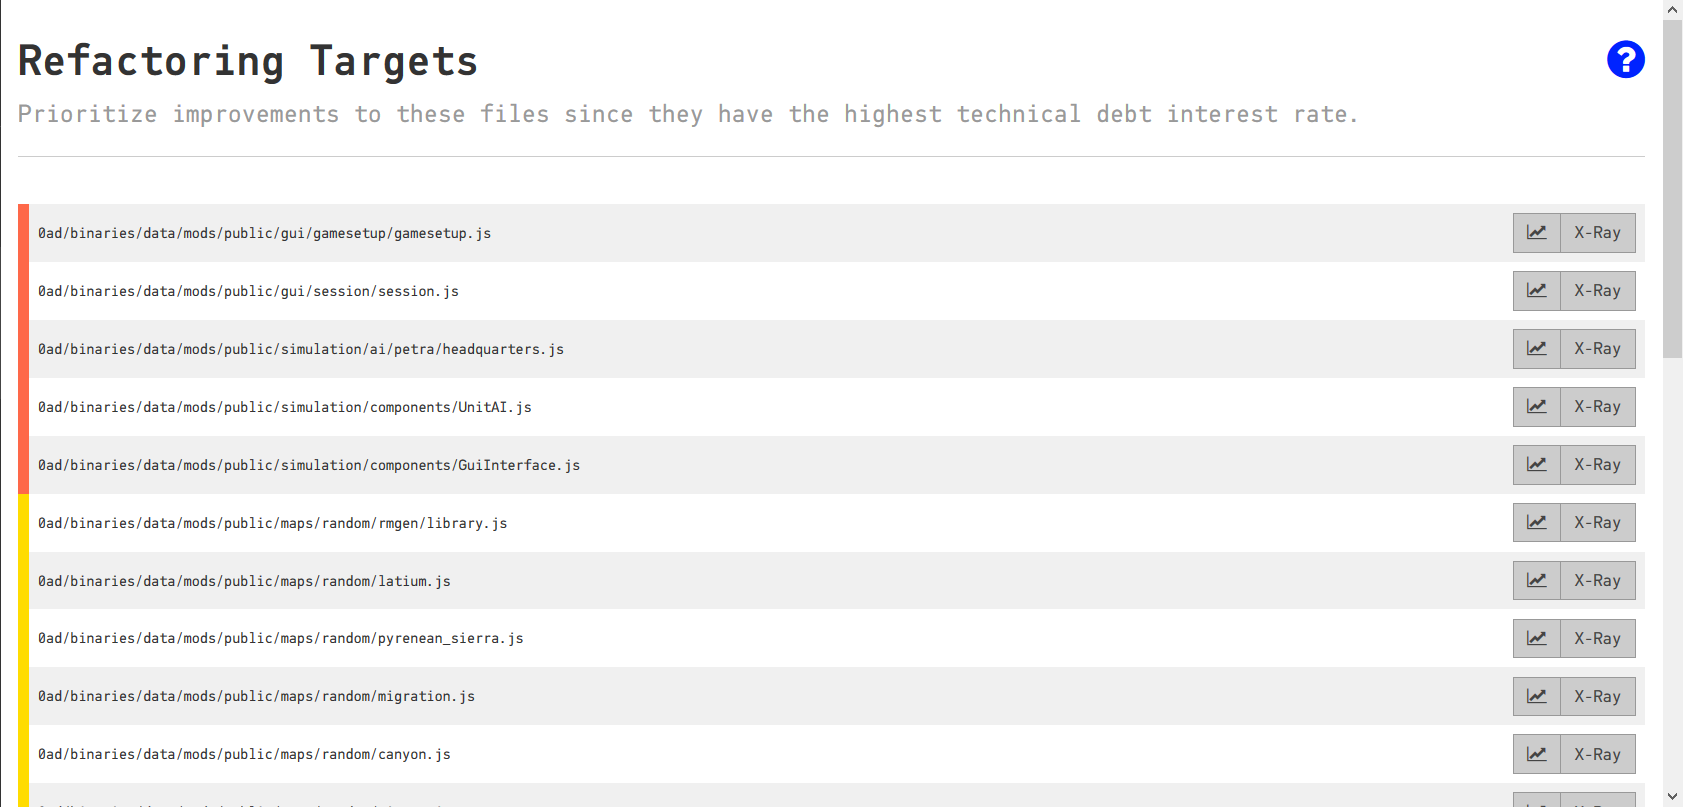 Refactoring Targets
?
Prioritize improvements to these files since they have the highest technical debt interest rate.
0ad/binaries/data/mods/public/gui/gamesetup/gamesetup.js X-Ray
0ad/binaries/data/mods/public/gui/session/session.js X-Ray
0ad/binaries/data/mods/public/simulation/ai/petra/headquarters.js X-Ray
0ad/binaries/data/mods/public/simulation/components/UnitAI.js X-Ray
0ad/binaries/data/mods/public/simulation/components/GuiInterface.js X-Ray
0ad/binaries/data/mods/public/maps/random/rmgen/library.js X-Ray
0ad/binaries/data/mods/public/maps/random/latium.js X-Ray
0ad/binaries/data/mods/public/maps/random/pyrenean_sierra.js X-Ray
0ad/binaries/data/mods/public/maps/random/migration.js X-Ray
0ad/binaries/data/mods/public/maps/random/canyon.js X-Ray